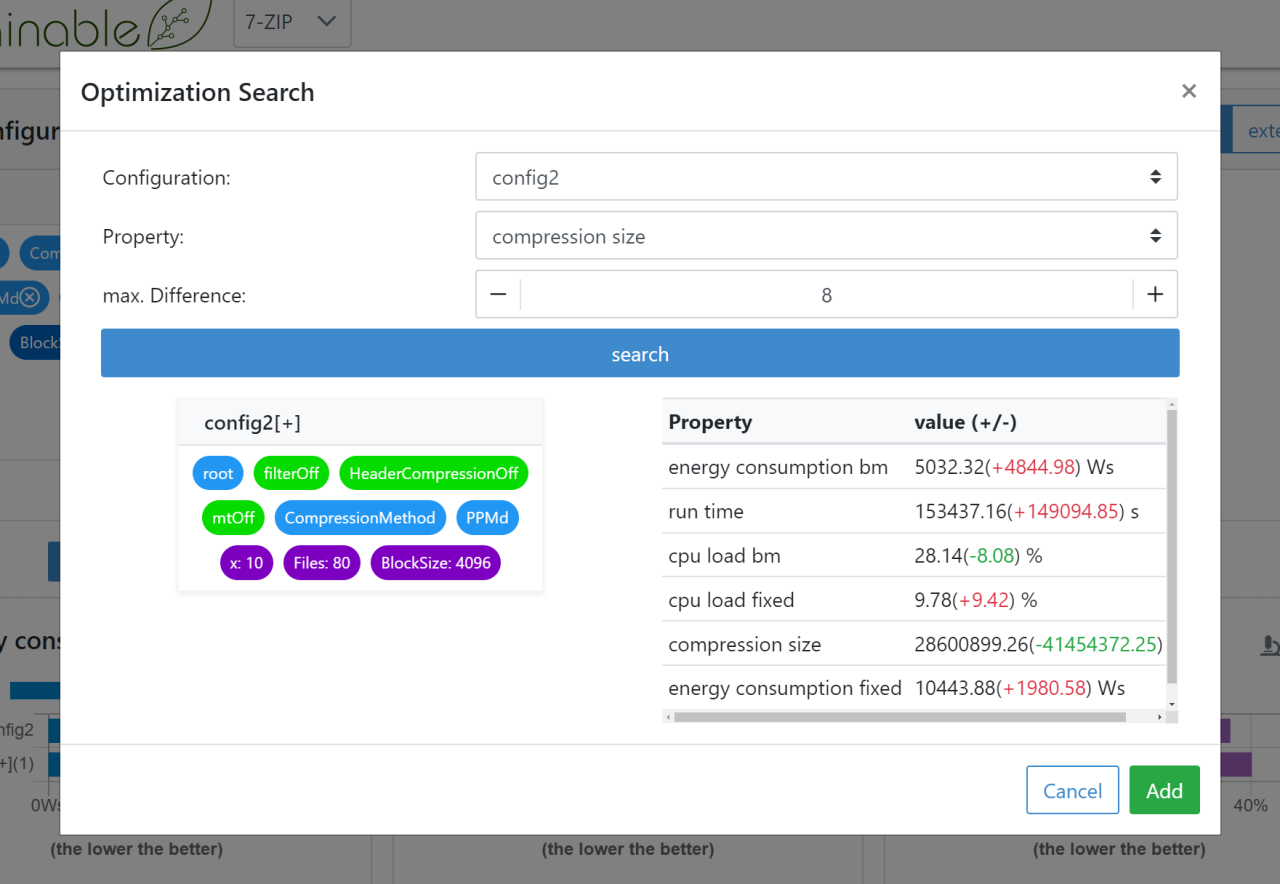 inable
7-ZIP
Optimization Search
×
Configuration:
config2
Property:
compression size
max. Difference:
8
search
config2[+]
root
filterOff
HeaderCompressionOff
mtOff
CompressionMethod
PPMd
x: 10
Files: 80
BlockSize: 4096
Property value (+/-)
energy consumption bm 5032.32(+4844.98) Ws
run time 153437.16(+149094.85) s
cpu load bm 28.14(-8.08) %
cpu load fixed 9.78(+9.42) %
compression size 28600899.26(-41454372.25)
energy consumption fixed 10443.88(+1980.58) Ws
Cancel
Add
nfigur
exte
Com
Md
Block
y cons
nfig2
+](1)
0Ws
40%
(the lower the better)
(the lower the better)
(the lower the better)